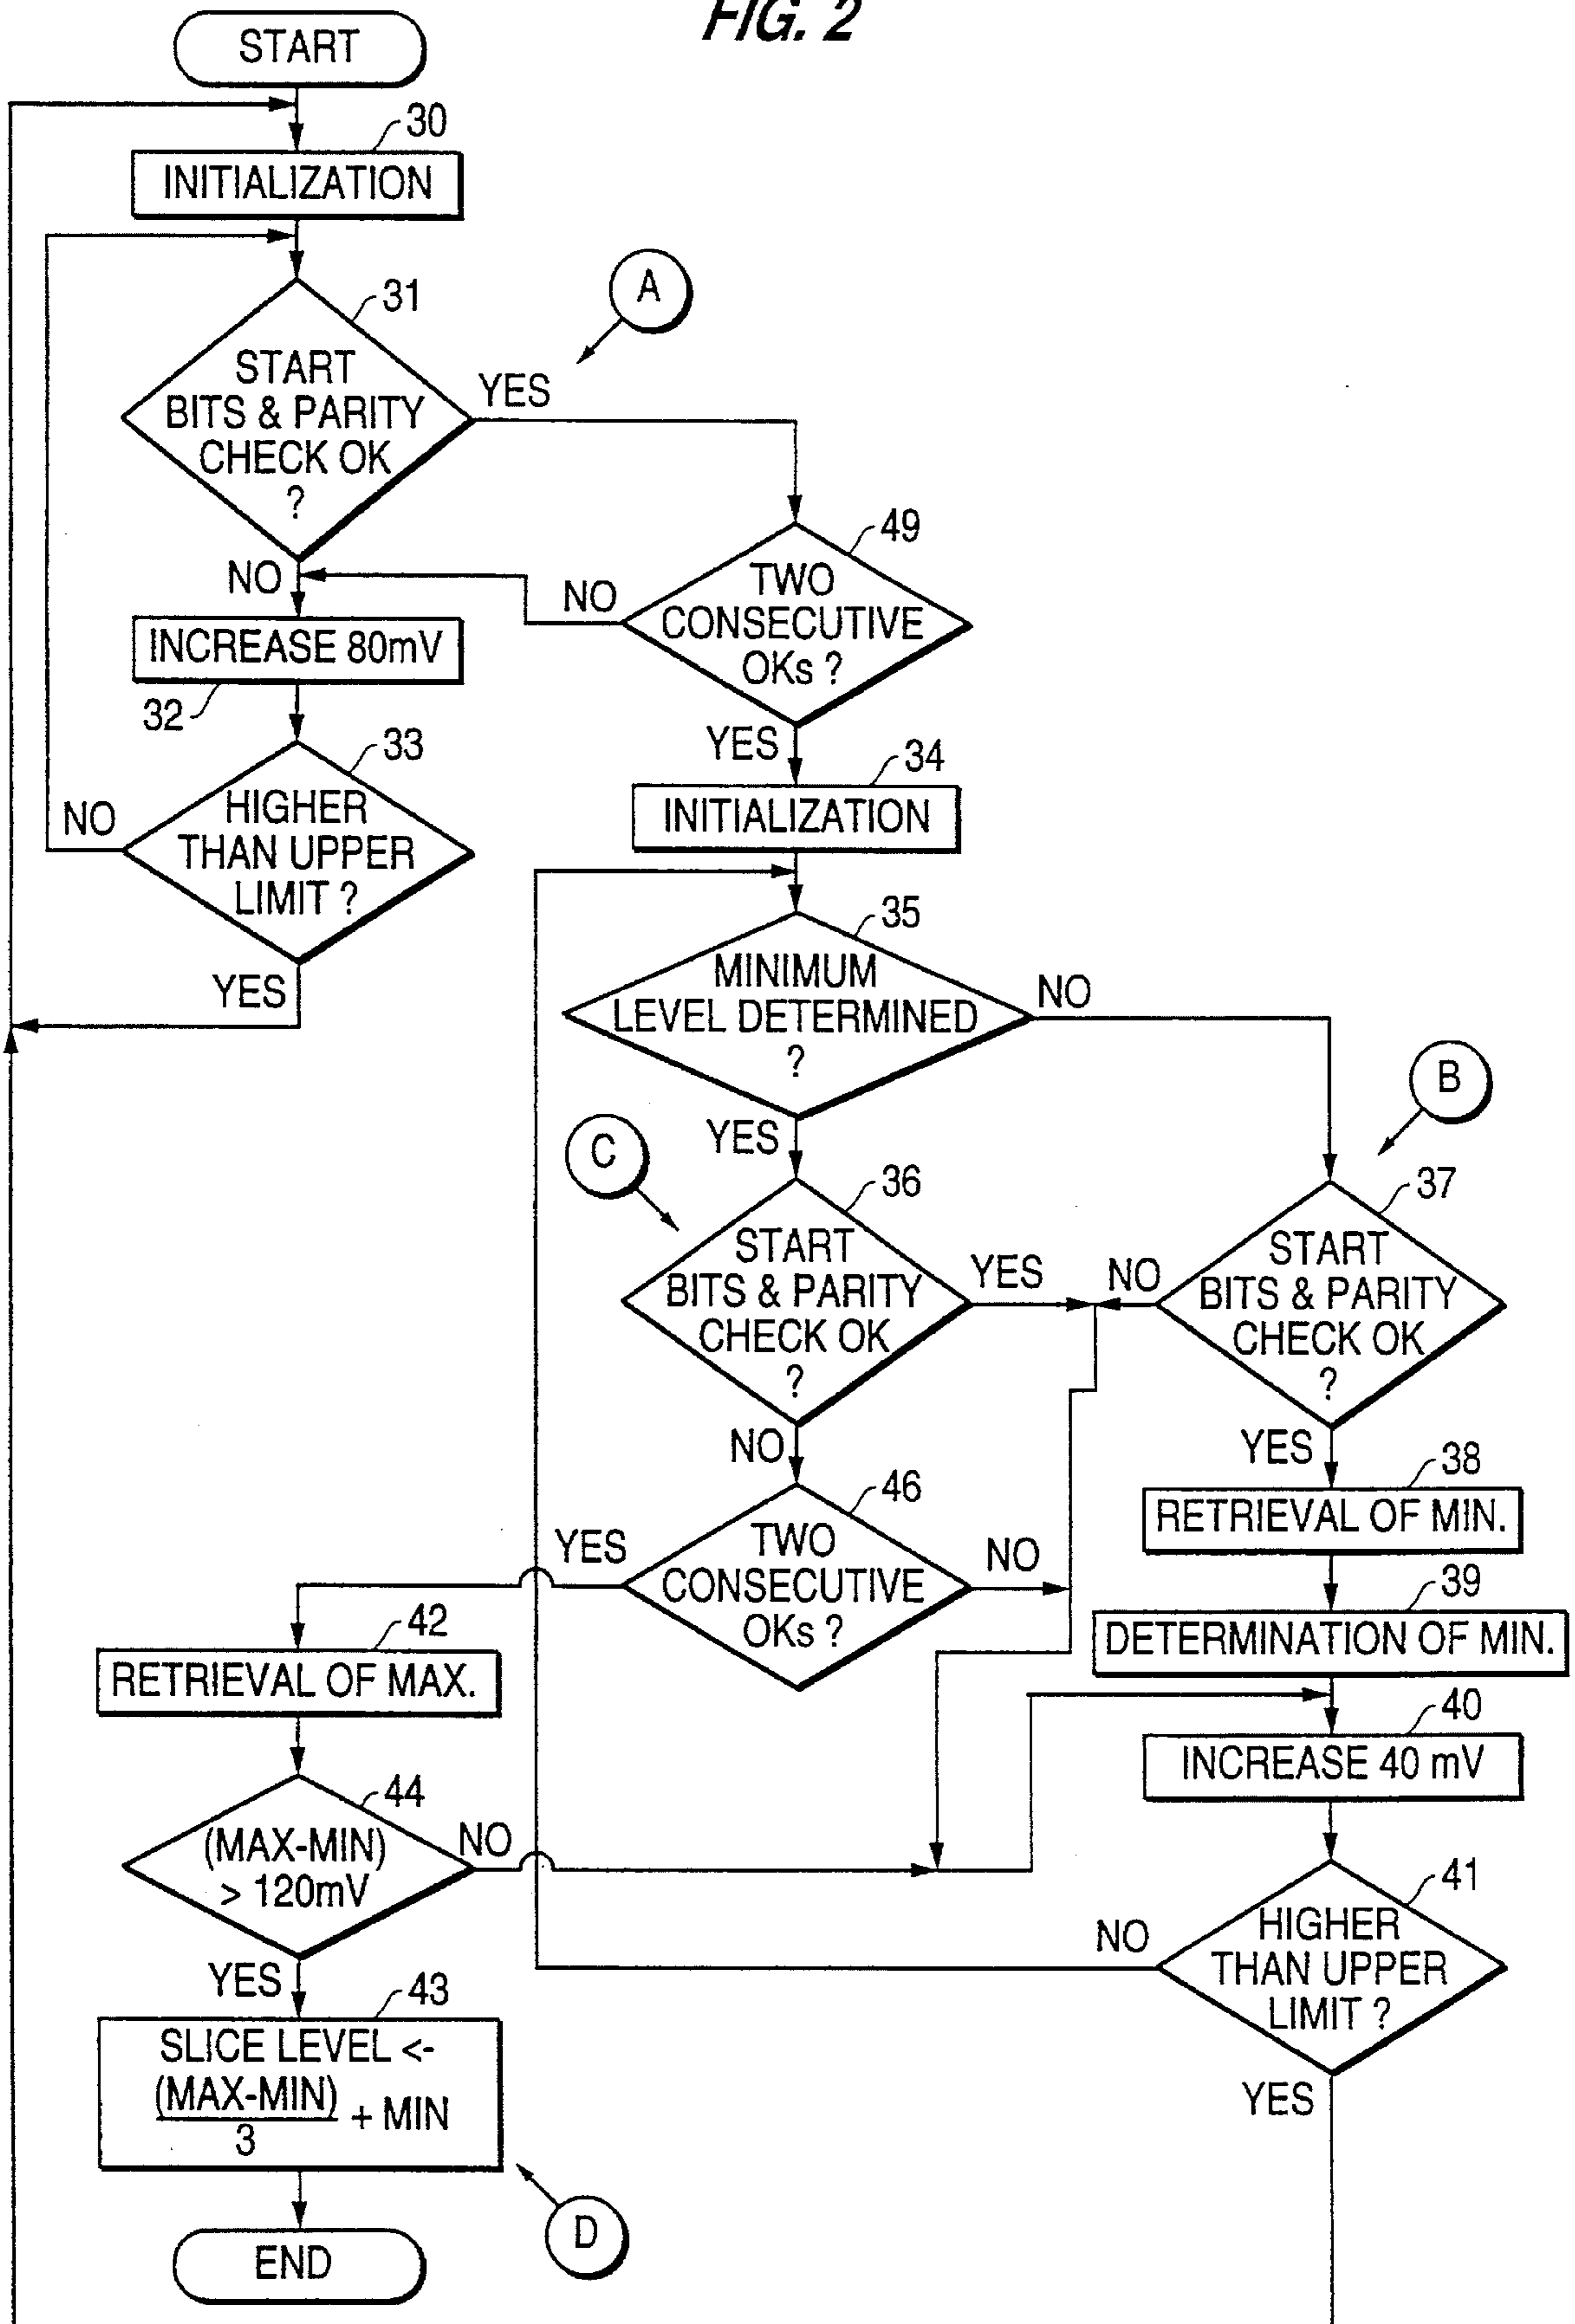 FIG. 2
START
30
INITIALIZATION
31
START
BITS & PARITY
CHECK OK
?
YES
A
NO
INCREASE 80mV
32
33
HIGHER
THAN UPPER
LIMIT ?
NO
YES
49
TWO
CONSECUTIVE
OKs ?
NO
YES
34
INITIALIZATION
35
MINIMUM
LEVEL DETERMINED
?
NO
YES
B
C
36
START
BITS & PARITY
CHECK OK
?
YES
NO
37
START
BITS & PARITY
CHECK OK
?
NO
YES
46
TWO
CONSECUTIVE
OKs ?
YES
NO
38
RETRIEVAL OF MIN.
39
DETERMINATION OF MIN.
40
INCREASE 40 mV
41
HIGHER
THAN UPPER
LIMIT ?
NO
YES
42
RETRIEVAL OF MAX.
44
(MAX-MIN)
> 120mV
NO
YES
43
SLICE LEVEL <-
(MAX-MIN)
3
+ MIN
D
END